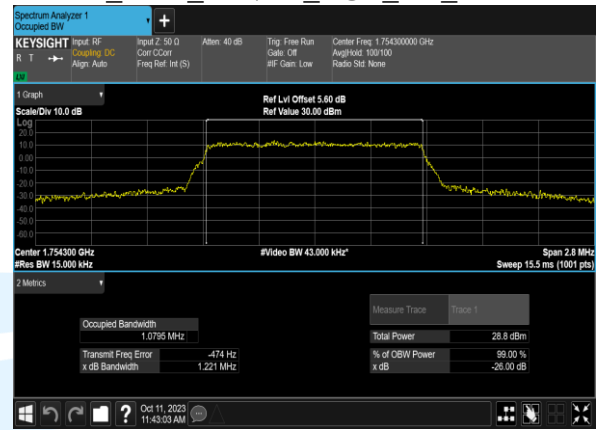 Spectrum Analyzer 1
Occupied BW
+
KEYSIGHT
R T
LV
Input: RF
Coupling: DC
Align: Auto
Input Z: 50 Ω
Corr CCorr
Freq Ref: Int (S)
Atten: 40 dB
Trig: Free Run
Gate: Off
#IF Gain: Low
Center Freq: 1.754300000 GHz
Avg|Hold: 100/100
Radio Std: None
1 Graph
Scale/Div 10.0 dB
Ref Lvl Offset 5.60 dB
Ref Value 30.00 dBm
Log
20.0
10.0
0.00
-10.0
-20.0
-30.0
-40.0
-50.0
-60.0
Center 1.754300 GHz
#Res BW 15.000 kHz
#Video BW 43.000 kHz*
Span 2.8 MHz
Sweep 15.5 ms (1001 pts)
2 Metrics
Measure Trace Trace 1
Occupied Bandwidth
1.0795 MHz
Total Power 28.8 dBm
Transmit Freq Error -474 Hz
% of OBW Power 99.00 %
x dB Bandwidth 1.221 MHz
x dB -26.00 dB
?
Oct 11, 2023
11:43:03 AM